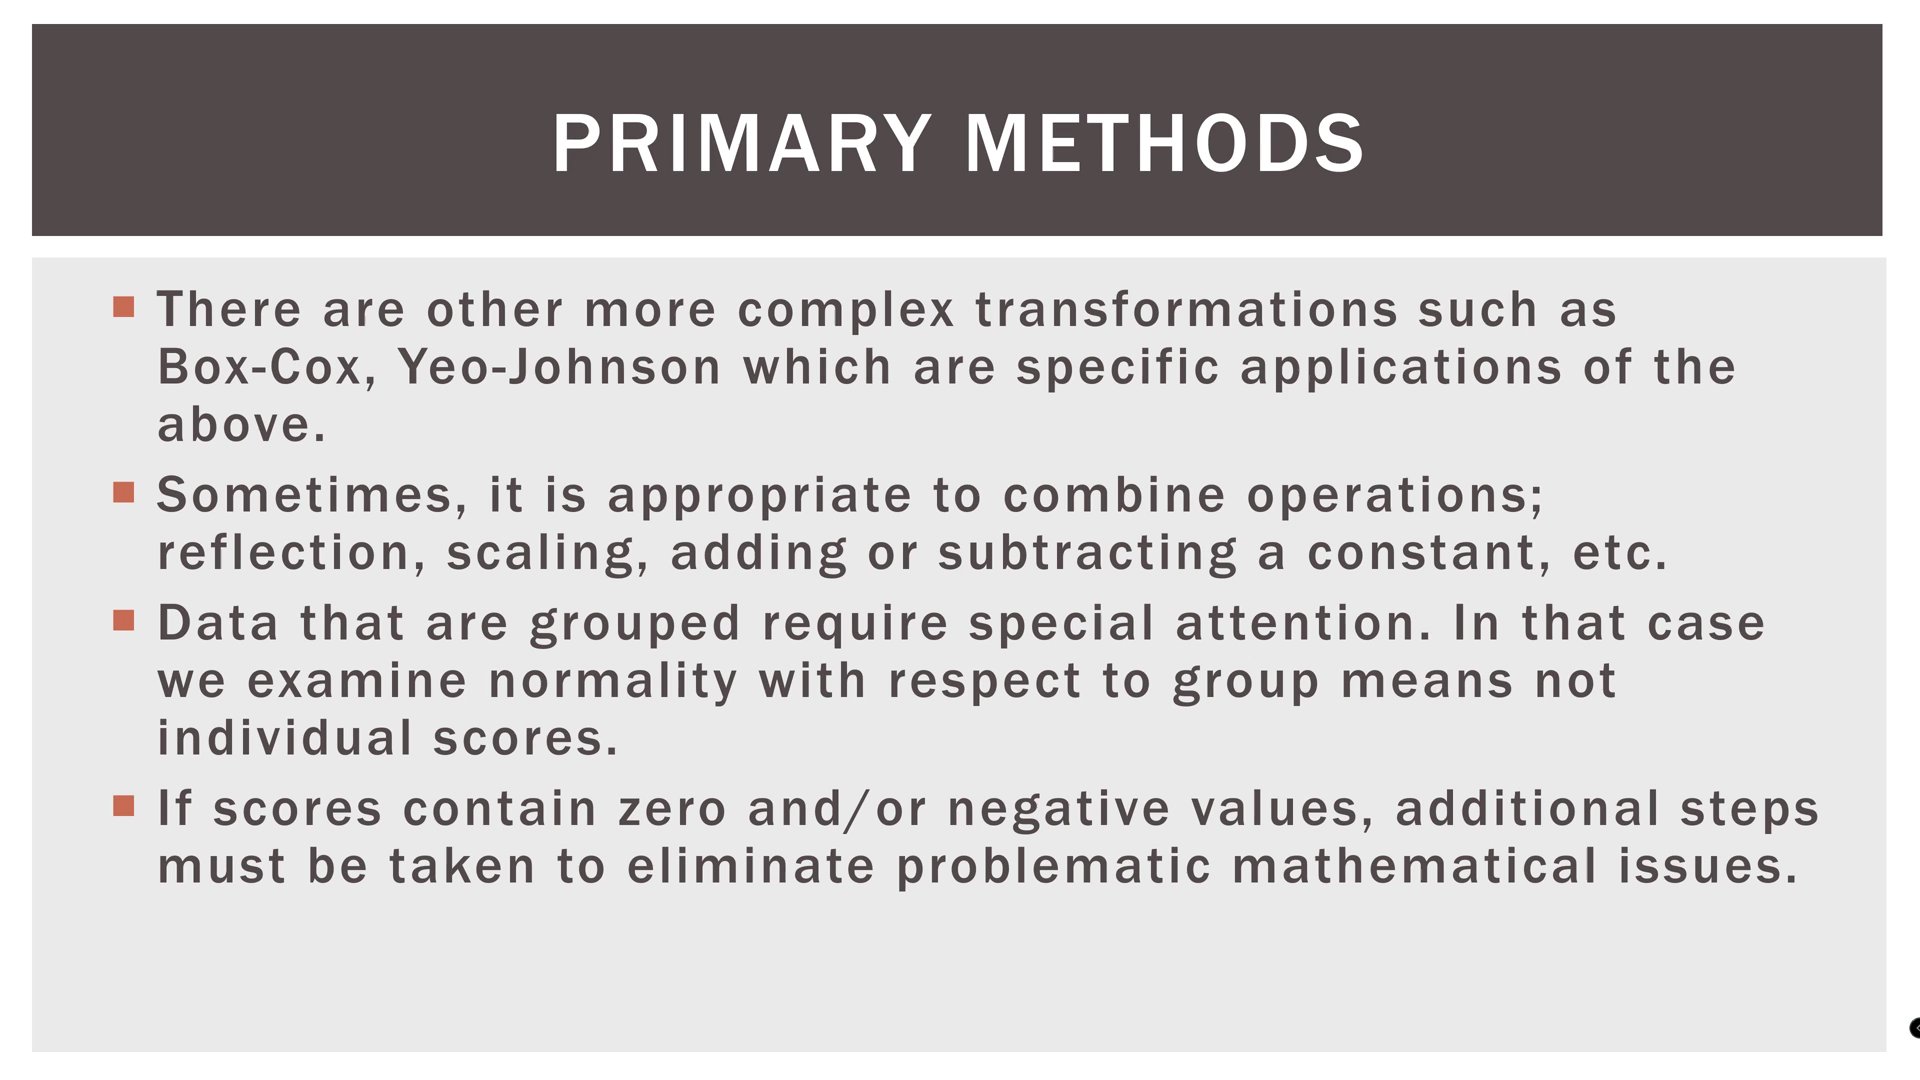 PRIMARY METHODS
There are other more complex transformations such as
Box-Cox, Yeo-Johnson which are specific applications of the
above.
Sometimes, it is appropriate to combine operations;
reflection, scaling, adding or subtracting a constant, etc.
Data that are grouped require special attention. In that case
we examine normality with respect to group means not
individual scores.
If scores contain zero and/or negative values, additional steps
must be taken to eliminate problematic mathematical issues.